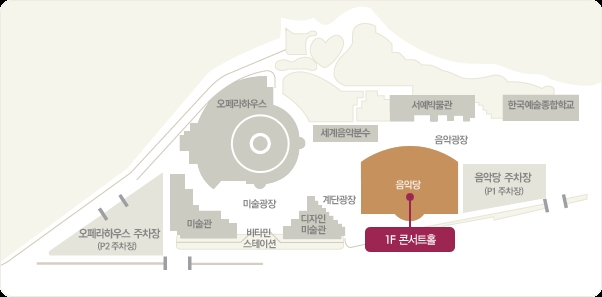 오페라하우스
서예박물관
한국예술종합학교
세계음악분수
음악광장
음악당
음악당 주차장
(P1 주차장)
미술광장
계단광장
미술관
디자인
미술관
비타민
스테이션
오페라하우스 주차장
(P2 주차장)
1F 콘서트홀